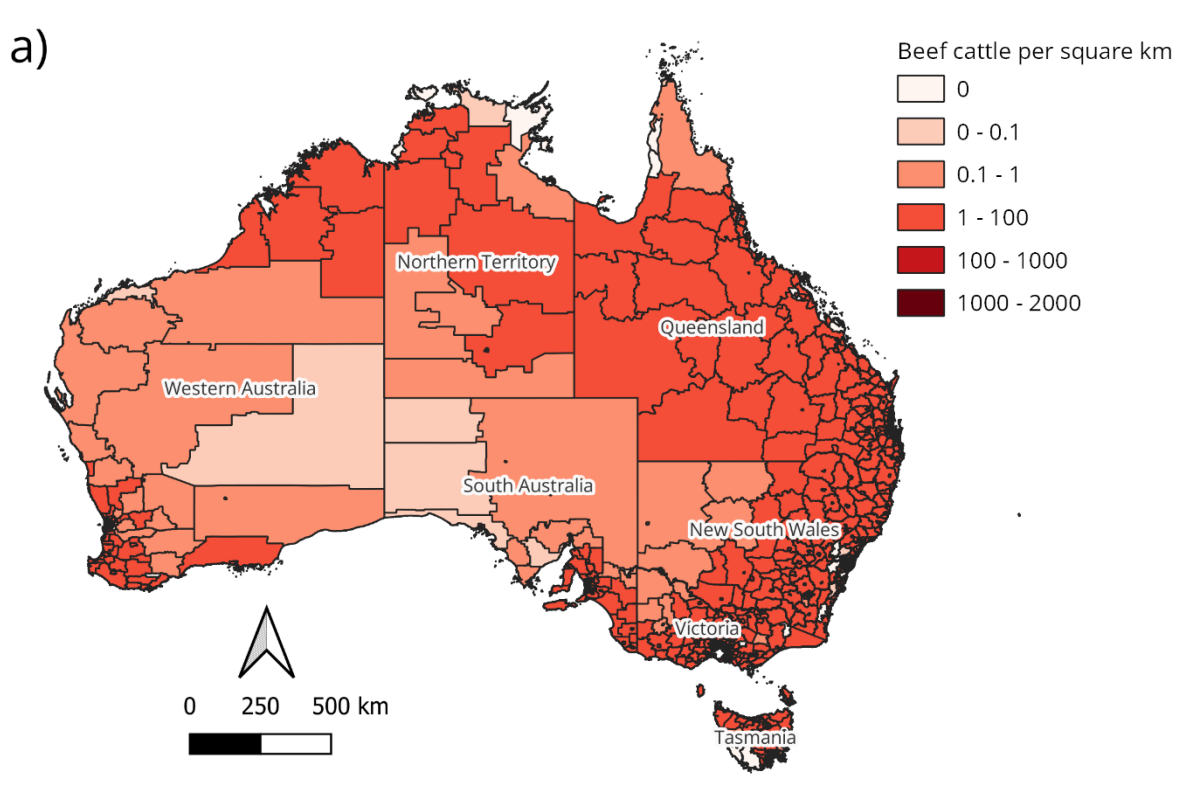 a)
Beef cattle per square km
0
0 - 0.1
0.1 - 1
1 - 100
100 - 1000
1000 - 2000
Northern Territory
Queensland
Western Australia
South Australia
New South Wales
Victoria
0 250 500 km
Tasmania